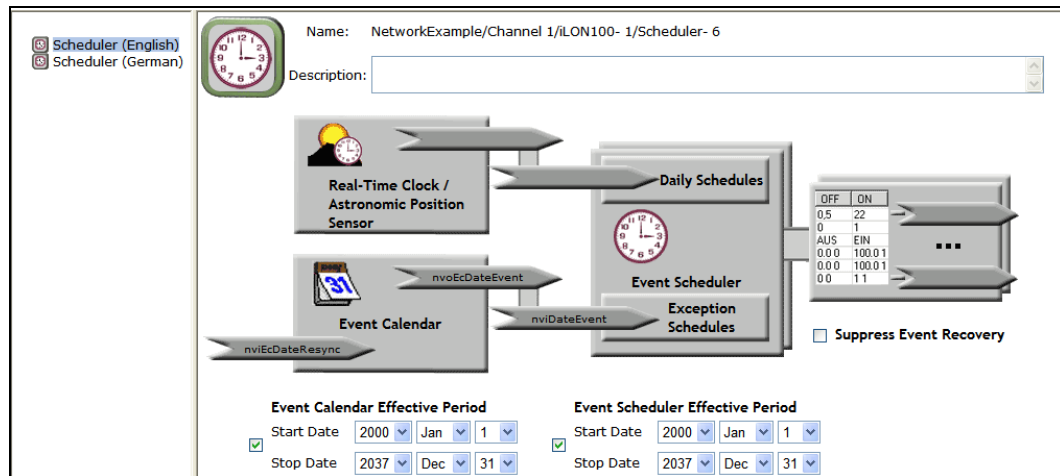 Scheduler (English)
Scheduler (German)
Name: NetworkExample/Channel 1/iLON100- 1/Scheduler- 6
Description:
Real-Time Clock /
Astronomic Position
Sensor
Daily Schedules
Event Scheduler
Exception
Schedules
31
Event Calendar
nvoEcDateEvent
nviDateEvent
nviEcDateResync
OFF ON
0,5 22
0 1
AUS EIN
0.0 0 100.0 1
0.0 0 100.0 1
0 0 1 1
...
Suppress Event Recovery
Event Calendar Effective Period
Start Date 2000 Jan 1
Stop Date 2037 Dec 31
Event Scheduler Effective Period
Start Date 2000 Jan 1
Stop Date 2037 Dec 31